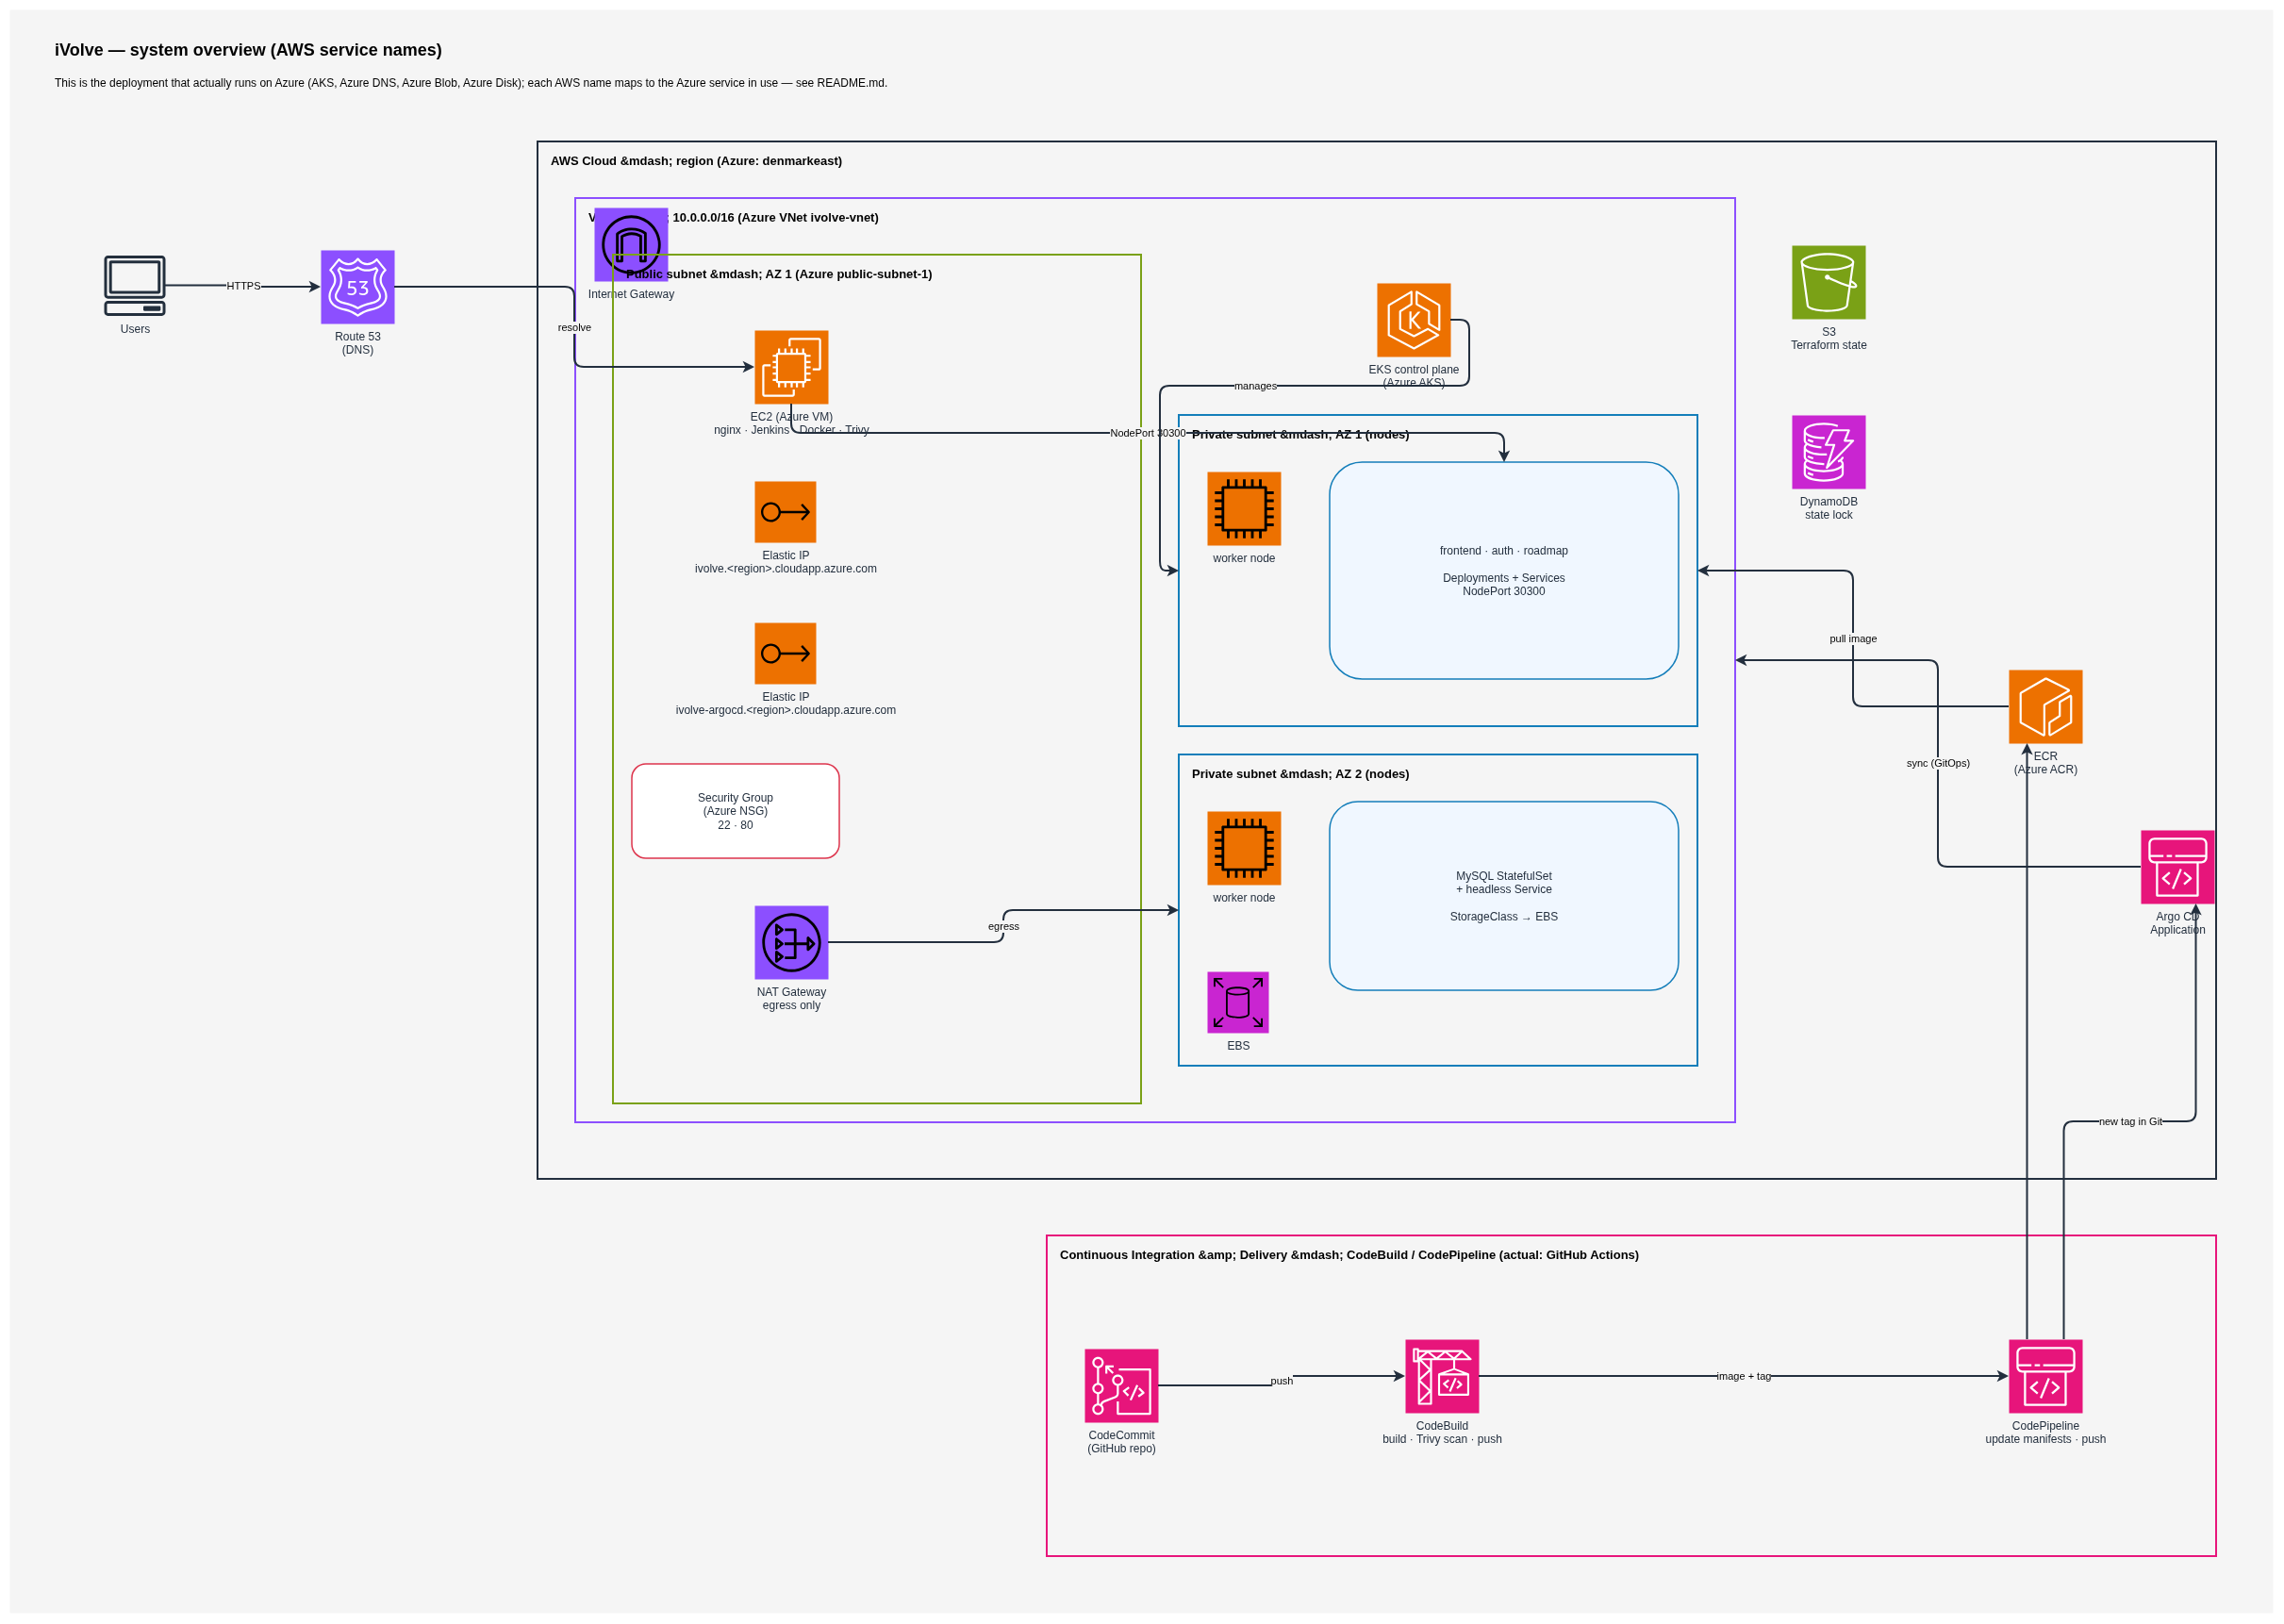 iVolve — system overview (AWS service names)
This is the deployment that actually runs on Azure (AKS, Azure DNS, Azure Blob, Azure Disk); each AWS name maps to the Azure service in use — see README.md.
AWS Cloud &mdash; region (Azure: denmarkeast)
V ; 10.0.0.0/16 (Azure VNet ivolve-vnet)
Public subnet &mdash; AZ 1 (Azure public-subnet-1)
Internet Gateway
Users
HTTPS
53
Route 53
(DNS)
resolve
EC2 (Azure VM)
nginx · Jenkins · Docker · Trivy
Elastic IP
ivolve.<region>.cloudapp.azure.com
Elastic IP
ivolve-argocd.<region>.cloudapp.azure.com
Security Group
(Azure NSG)
22 · 80
NAT Gateway
egress only
egress
K
EKS control plane
(Azure AKS)
manages
NodePort 30300
Private subnet &mdash; AZ 1 (nodes)
worker node
frontend · auth · roadmap
Deployments + Services
NodePort 30300
Private subnet &mdash; AZ 2 (nodes)
worker node
MySQL StatefulSet
+ headless Service
StorageClass → EBS
EBS
S3
Terraform state
DynamoDB
state lock
pull image
sync (GitOps)
ECR
(Azure ACR)
Argo CD
Application
new tag in Git
Continuous Integration &amp; Delivery &mdash; CodeBuild / CodePipeline (actual: GitHub Actions)
CodeCommit
(GitHub repo)
push
CodeBuild
build · Trivy scan · push
image + tag
CodePipeline
update manifests · push